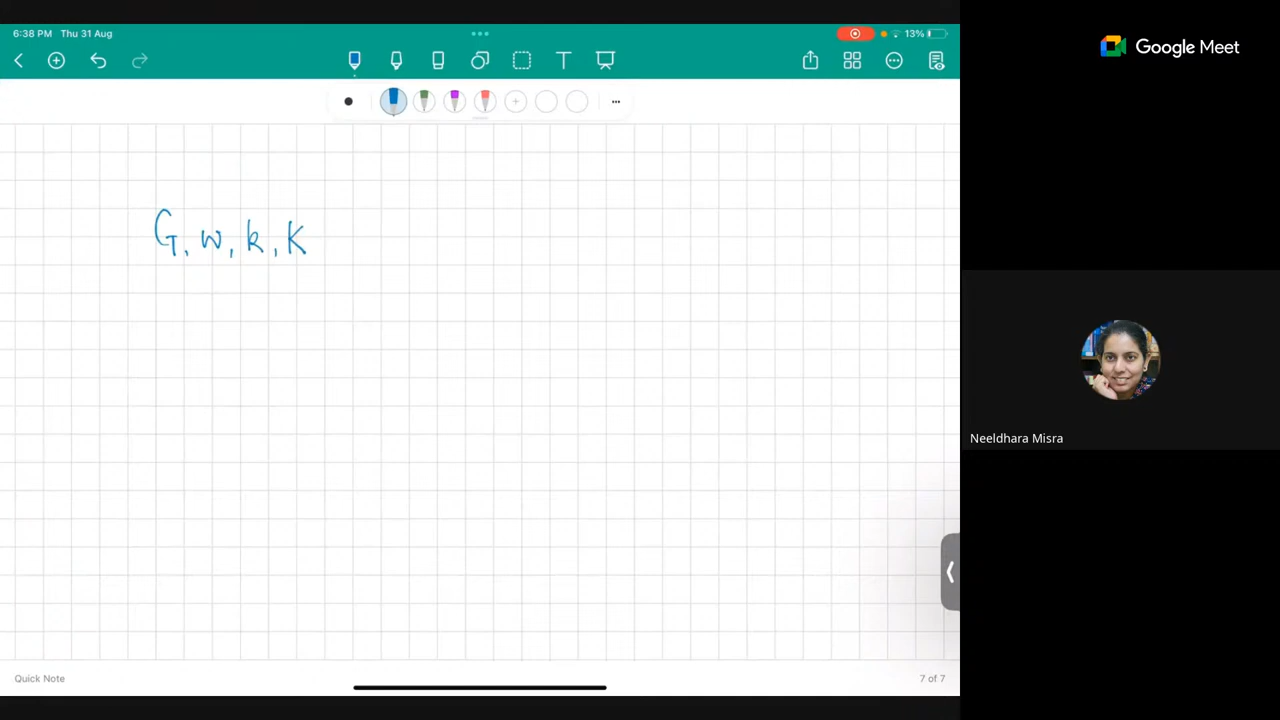 6:38 PM Thu 31 Aug
13%
Google Meet
T
G, w, k, K
Neeldhara Misra
Quick Note
7 of 7